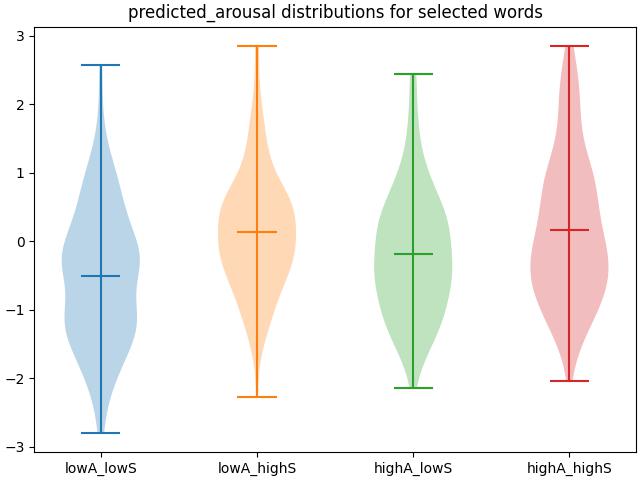 predicted_arousal distributions for selected words
3
2
1
0
−1
−2
−3
lowA_lowS
lowA_highS
highA_lowS
highA_highS